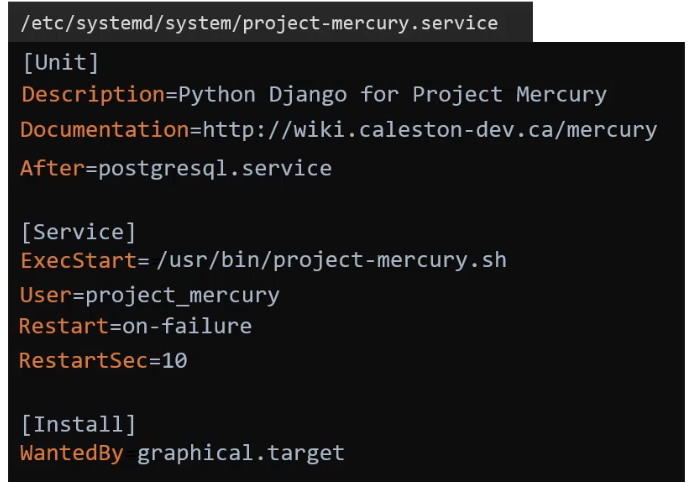 /etc/systemd/system/project-mercury.service
[Unit]
Description=Python Django for Project Mercury
Documentation=http://wiki.caleston-dev.ca/mercury
After=postgresql.service
[Service]
ExecStart= /usr/bin/project-mercury.sh
User=project_mercury
Restart=on-failure
RestartSec=10
[Install]
WantedBy graphical.target